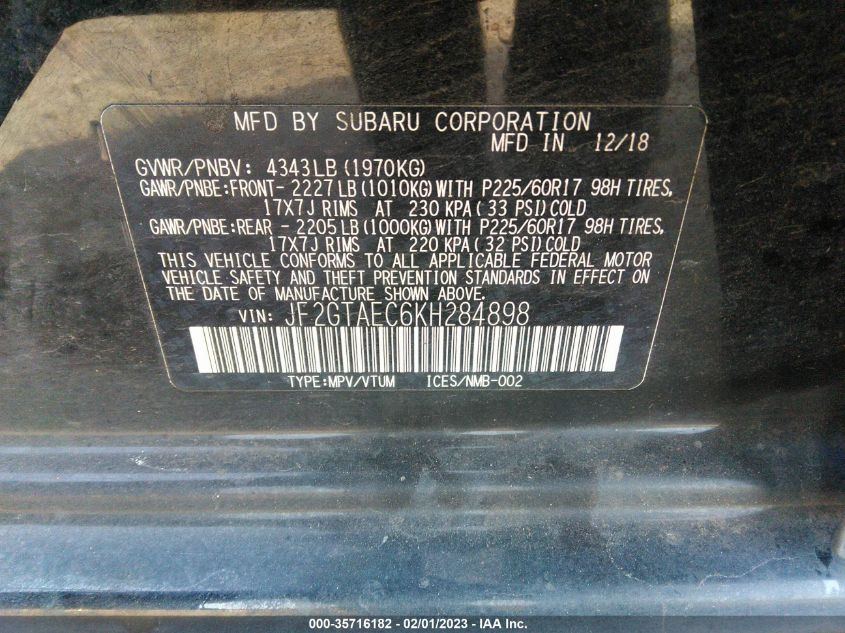 MFD BY SUBARU CORPORATION
MFD IN 12/18
GVWR/PNBV: 4343LB (1970KG)
GAWR/PNBE:FRONT- 2227 LB (1010KG) WITH P225/60R17 98H TIRES,
17X7J RIMS AT 230 KPA ( 33 PSI) COLD
GAWR/PNBE:REAR - 2205 LB (1000KG) WITH P225/60R17 98H TIRES,
17X7J RIMS AT 220 KPA ( 32 PSI) COLD
THIS VEHICLE CONFORMS TO ALL APPLICABLE FEDERAL MOTOR
VEHICLE SAFETY AND THEFT PREVENTION STANDARDS IN EFFECT ON
THE DATE OF MANUFACTURE SHOWN ABOVE.
VIN: JF2GTAEC6KH284898
TYPE:MPV/VTUM ICES/NMB-002
000-35716182 - 02/01/2023 - IAA Inc.